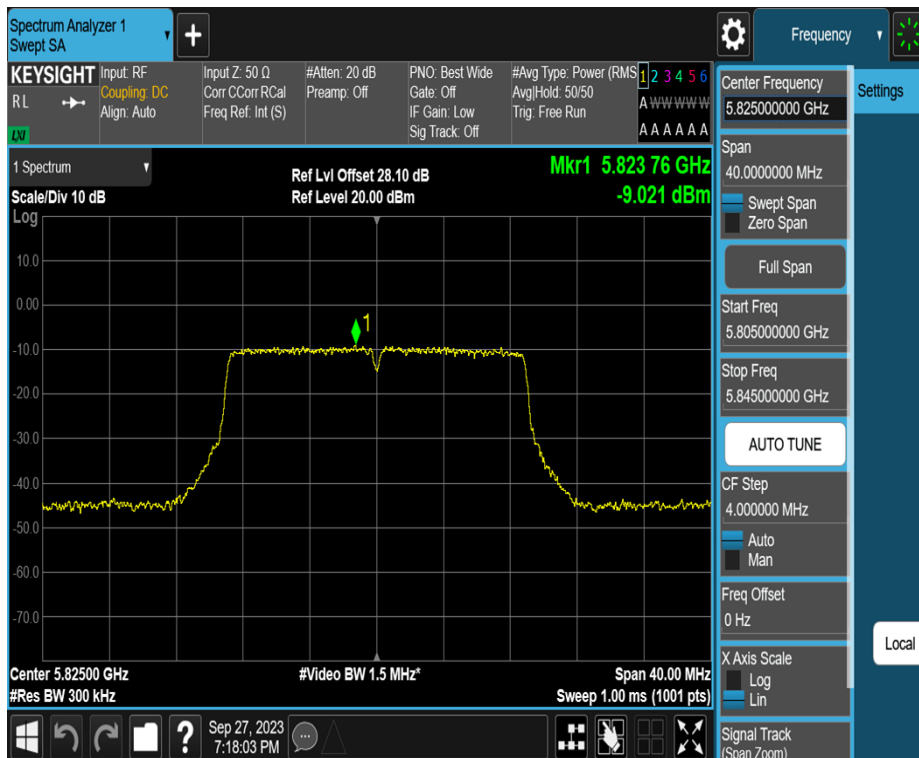 Spectrum Analyzer 1
Swept SA
+
Frequency
KEYSIGHT
RL
LXI
Input: RF
Coupling: DC
Align: Auto
Input Z: 50 Ω
Corr CCorr RCal
Freq Ref: Int (S)
#Atten: 20 dB
Preamp: Off
PNO: Best Wide
Gate: Off
IF Gain: Low
Sig Track: Off
#Avg Type: Power (RMS
Avg|Hold: 50/50
Trig: Free Run
1 2 3 4 5 6
A W W W W W
A A A A A A
1 Spectrum
Scale/Div 10 dB
Log
Ref Lvl Offset 28.10 dB
Ref Level 20.00 dBm
Mkr1 5.823 76 GHz
-9.021 dBm
10.0
0.00
-10.0
-20.0
-30.0
-40.0
-50.0
-60.0
-70.0
1
Center 5.82500 GHz
#Res BW 300 kHz
#Video BW 1.5 MHz*
Span 40.00 MHz
Sweep 1.00 ms (1001 pts)
?
Sep 27, 2023
7:18:03 PM
Center Frequency
5.825000000 GHz
Span
40.0000000 MHz
Swept Span
Zero Span
Full Span
Start Freq
5.805000000 GHz
Stop Freq
5.845000000 GHz
AUTO TUNE
CF Step
4.000000 MHz
Auto
Man
Freq Offset
0 Hz
X Axis Scale
Log
Lin
Signal Track
(Span Zoom)
Settings
Local